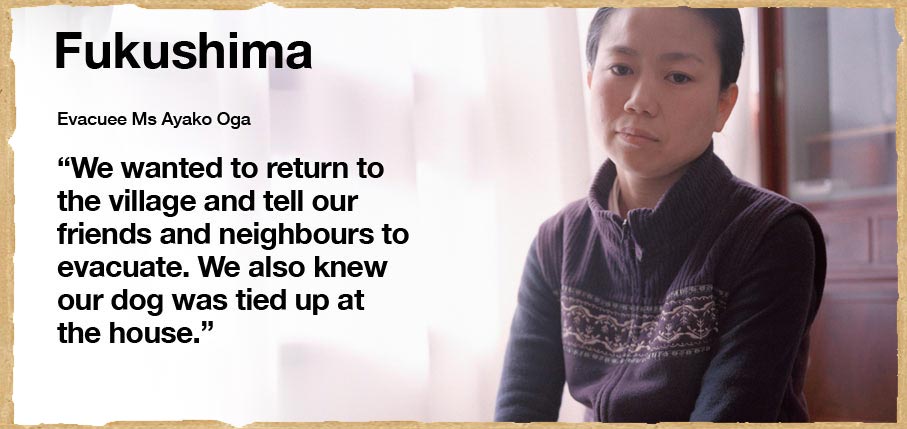 Fukushima
Evacuee Ms Ayako Oga
“We wanted to return to
the village and tell our
friends and neighbours to
evacuate. We also knew
our dog was tied up at
the house.”